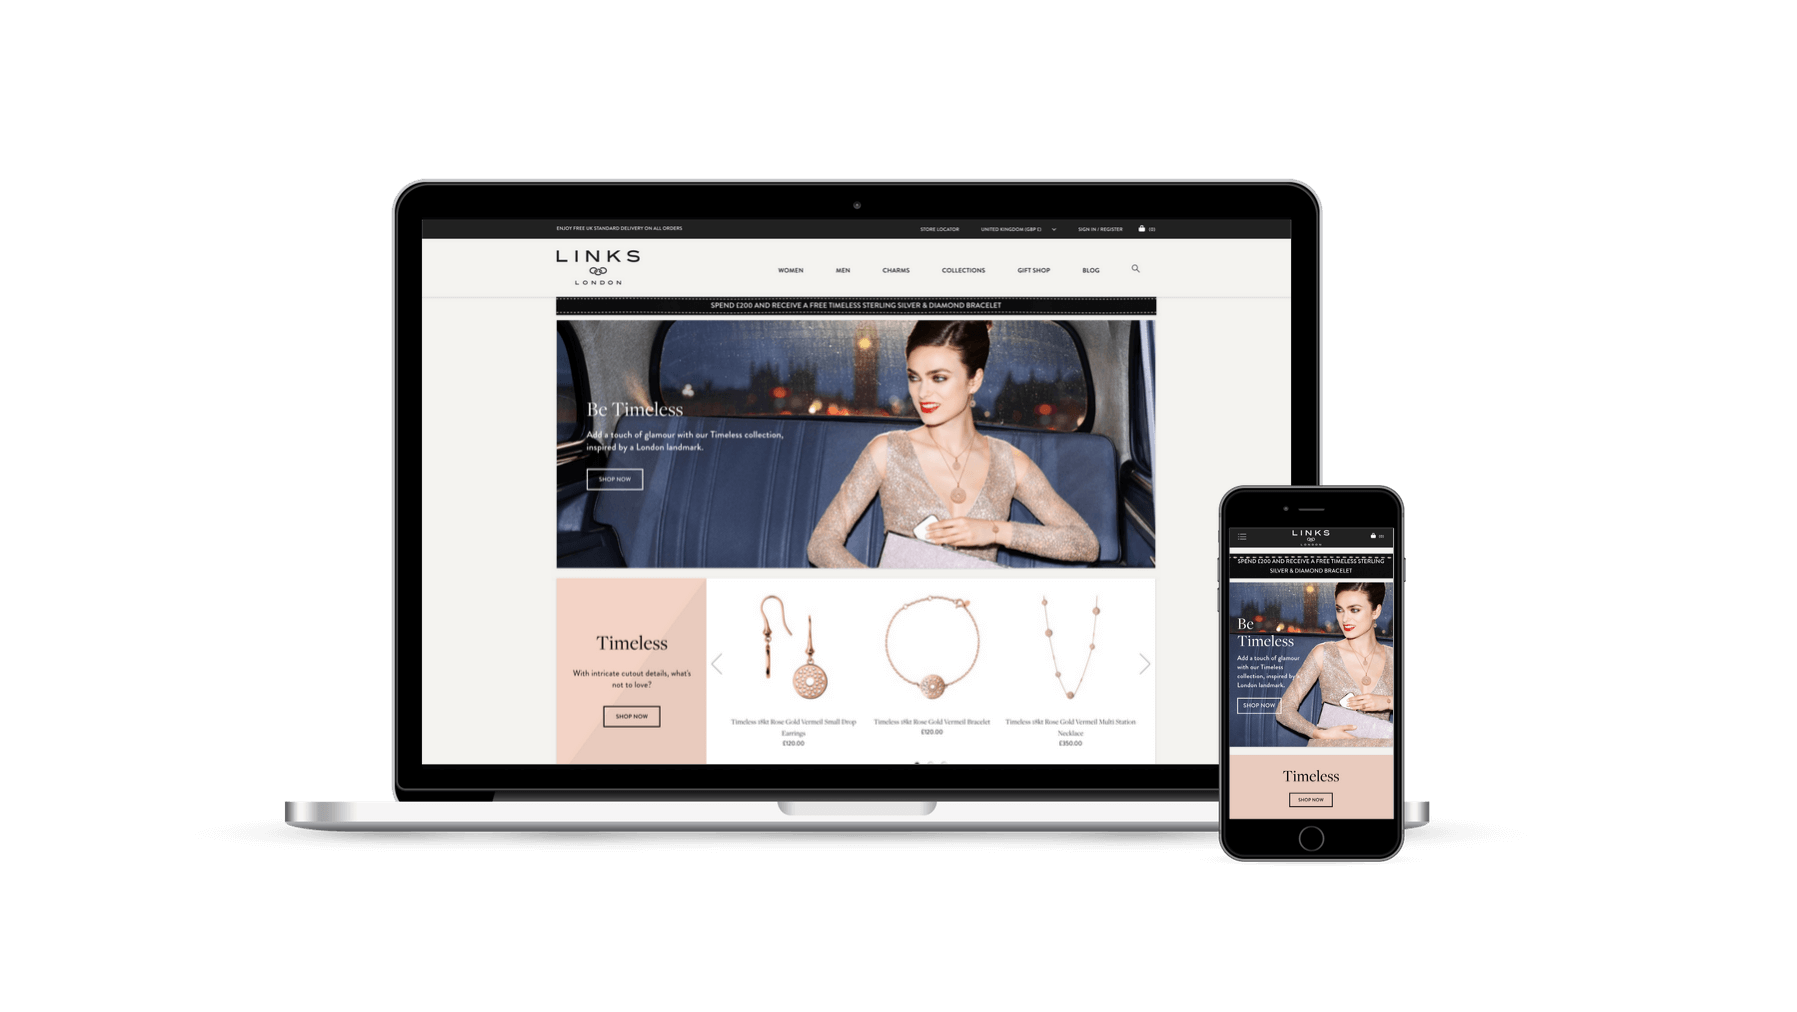 ENJOY FREE UK STANDARD DELIVERY ON ALL ORDERS
STORE LOCATOR
UNITED KINGDOM (GBP £)
SIGN IN / REGISTER
(0)
LINKS
LONDON
WOMEN
MEN
CHARMS
COLLECTIONS
GIFT SHOP
BLOG
SPEND £200 AND RECEIVE A FREE TIMELESS STERLING SILVER & DIAMOND BRACELET
Be Timeless
Add a touch of glamour with our Timeless collection,
inspired by a London landmark.
SHOP NOW
Timeless
With intricate cutout details, what's
not to love?
SHOP NOW
Timeless 18kt Rose Gold Vermeil Small Drop
Earrings
£120.00
Timeless 18kt Rose Gold Vermeil Bracelet
£120.00
Timeless 18kt Rose Gold Vermeil Multi Station
Necklace
£350.00
LINKS
LONDON
(0)
SPEND £200 AND RECEIVE A FREE TIMELESS STERLING
SILVER & DIAMOND BRACELET
Be
Timeless
Add a touch of glamour
with our Timeless
collection, inspired by a
London landmark.
SHOP NOW
Timeless
SHOP NOW